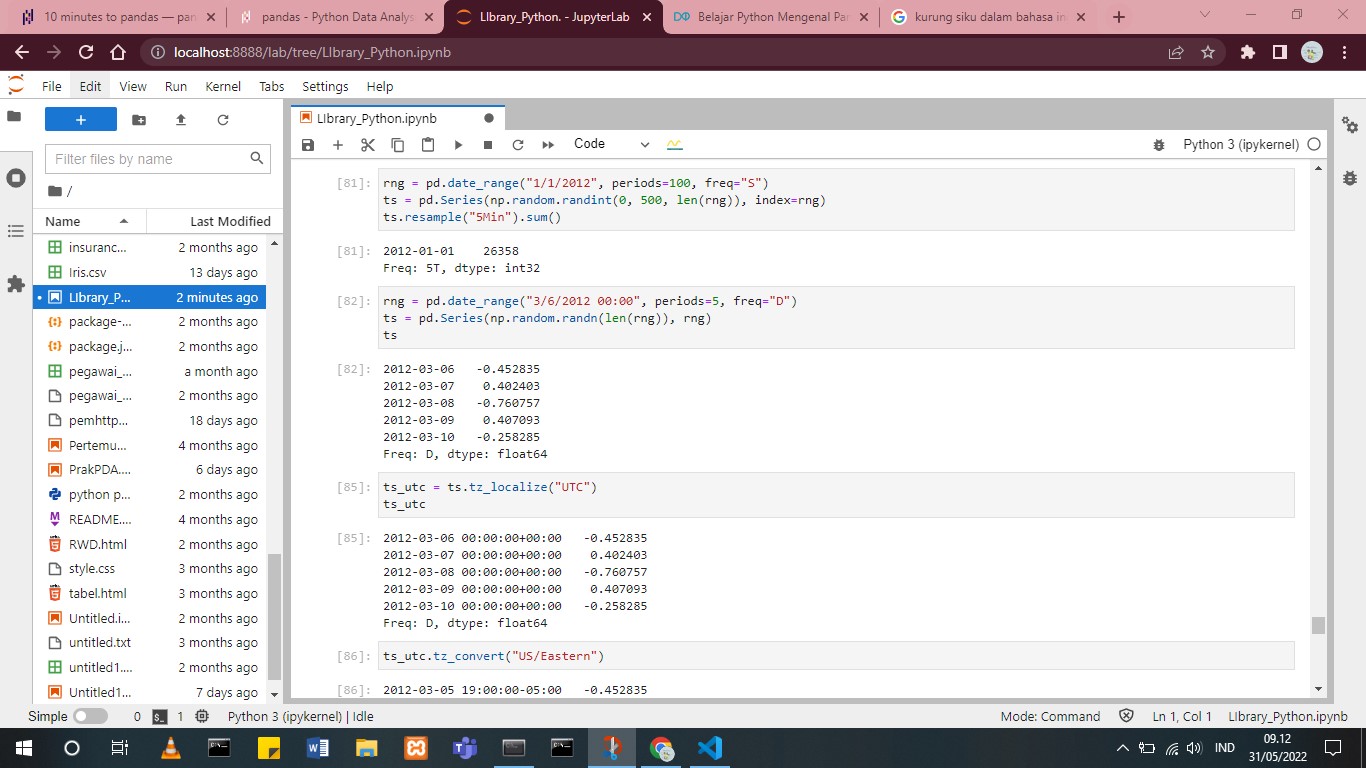 10 minutes to pandas — pan
pandas - Python Data Analys
LIbrary_Python. - JupyterLab
Belajar Python Mengenal Par
kurung siku dalam bahasa in
localhost:8888/lab/tree/LIbrary_Python.ipynb
File Edit View Run Kernel Tabs Settings Help
LIbrary_Python.ipynb
Code
Python 3 (ipykernel)
Filter files by name
/
Name Last Modified
insuranc... 2 months ago
Iris.csv 13 days ago
LIbrary_P... 2 minutes ago
package-... 2 months ago
package.j... 2 months ago
pegawai_... a month ago
pegawai_... 2 months ago
pemhttp... 18 days ago
Pertemu... 4 months ago
PrakPDA.... 6 days ago
python p... 2 months ago
README.... 4 months ago
RWD.html 2 months ago
style.css 3 months ago
tabel.html 3 months ago
Untitled.i... 2 months ago
untitled.txt 3 months ago
untitled1.... 2 months ago
Untitled1... 7 days ago
[81]: rng = pd.date_range("1/1/2012", periods=100, freq="S")
ts = pd.Series(np.random.randint(0, 500, len(rng)), index=rng)
ts.resample("5Min").sum()
[81]: 2012-01-01    26358
Freq: 5T, dtype: int32
[82]: rng = pd.date_range("3/6/2012 00:00", periods=5, freq="D")
ts = pd.Series(np.random.randn(len(rng)), rng)
ts
[82]: 2012-03-06   -0.452835
2012-03-07    0.402403
2012-03-08   -0.760757
2012-03-09    0.407093
2012-03-10   -0.258285
Freq: D, dtype: float64
[85]: ts_utc = ts.tz_localize("UTC")
ts_utc
[85]: 2012-03-06 00:00:00+00:00   -0.452835
2012-03-07 00:00:00+00:00    0.402403
2012-03-08 00:00:00+00:00   -0.760757
2012-03-09 00:00:00+00:00    0.407093
2012-03-10 00:00:00+00:00   -0.258285
Freq: D, dtype: float64
[86]: ts_utc.tz_convert("US/Eastern")
[86]: 2012-03-05 19:00:00-05:00   -0.452835
Simple 0 1 Python 3 (ipykernel) | Idle
Mode: Command Ln 1, Col 1 LIbrary_Python.ipynb
IND
09.12
31/05/2022